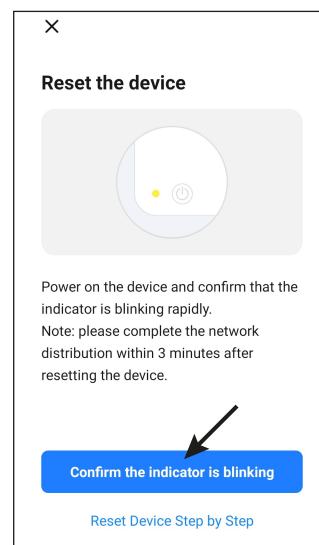 Reset the device
Power on the device and confirm that the
indicator is blinking rapidly.
Note: please complete the network
distribution within 3 minutes after
resetting the device.
Confirm the indicator is blinking
Reset Device Step by Step